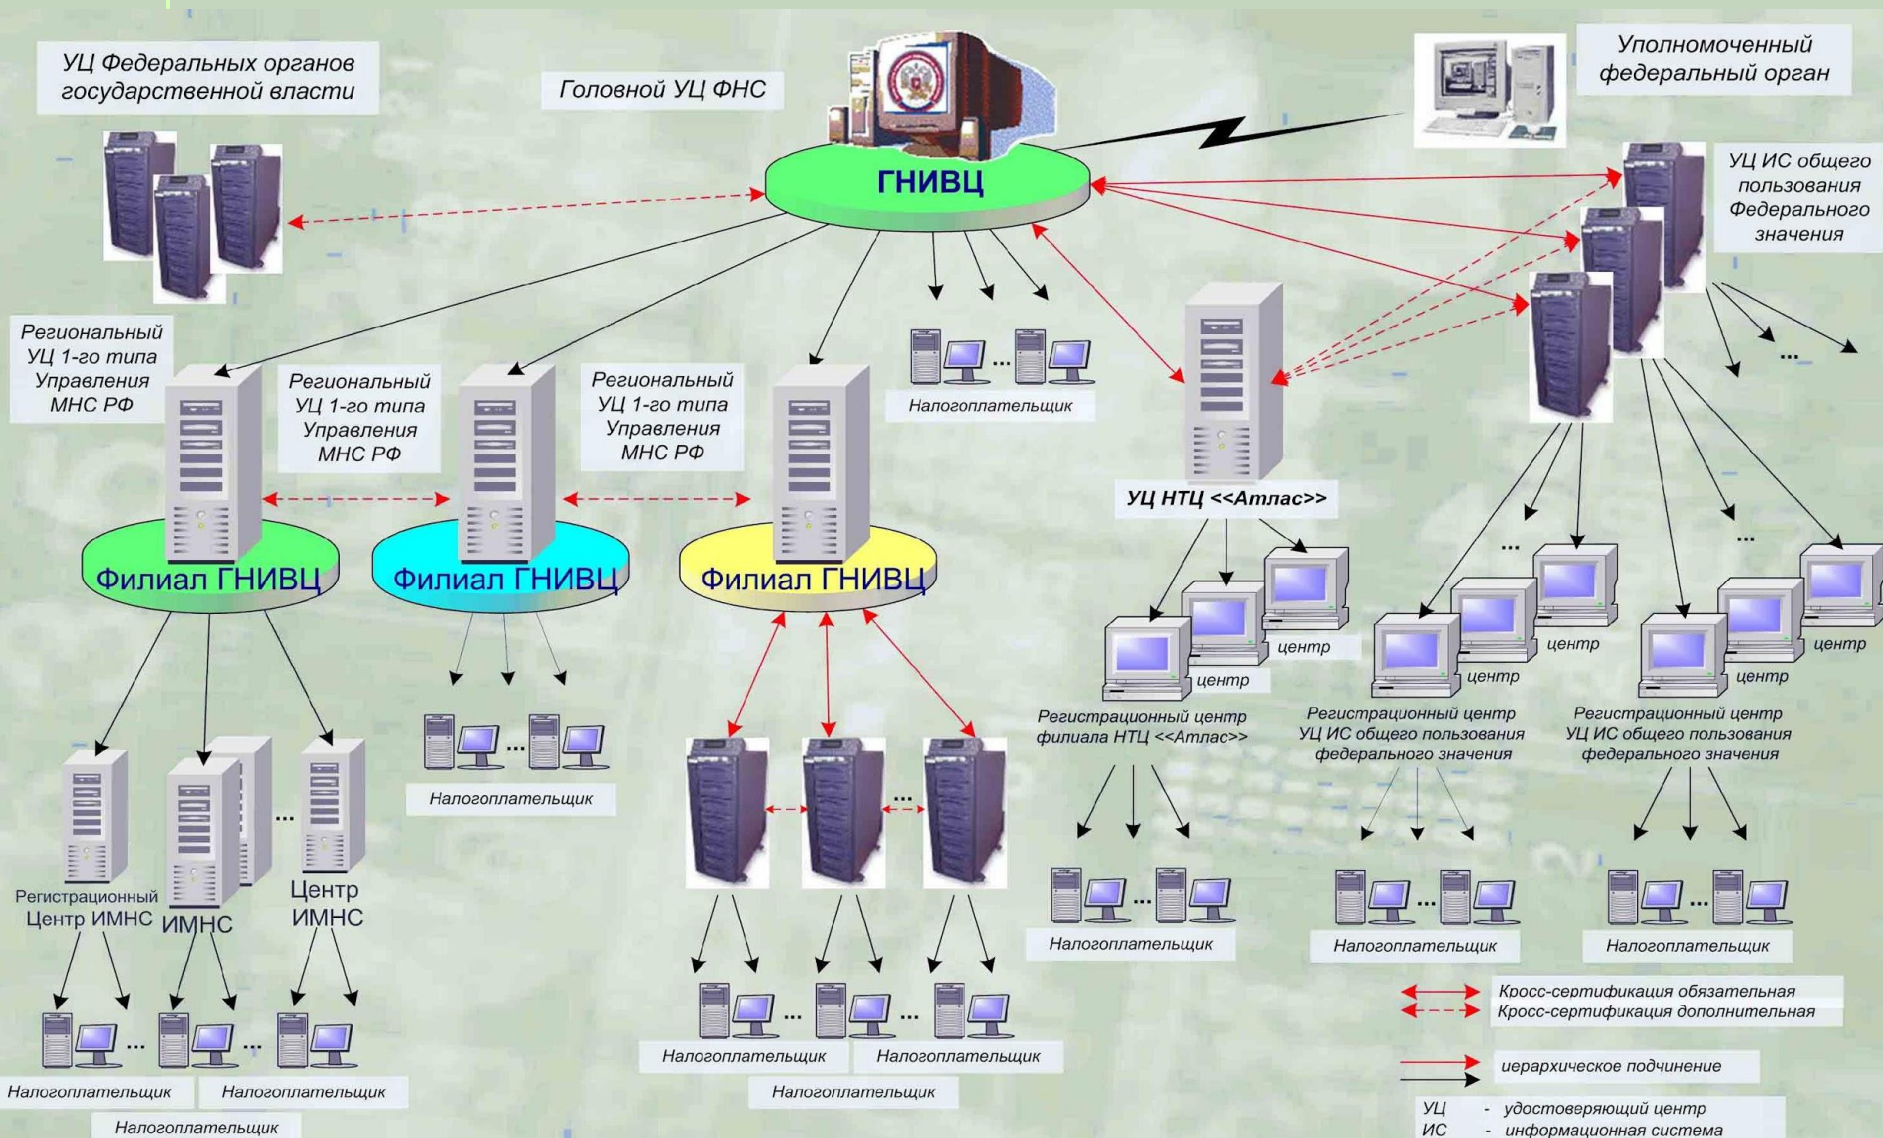 УЦ Федеральных органов
государственной власти
Головной УЦ ФНС
Уполномоченный
федеральный орган
ГНИВЦ
УЦ ИС общего
пользования
Федерального
значения
Региональный
УЦ 1-го типа
Управления
МНС РФ
Региональный
УЦ 1-го типа
Управления
МНС РФ
Региональный
УЦ 1-го типа
Управления
МНС РФ
...
Налогоплательщик
...
УЦ НТЦ <<Атлас>>
Филиал ГНИВЦ
Филиал ГНИВЦ
Филиал ГНИВЦ
...
...
центр
центр
центр
центр
центр
центр
Регистрационный центр
филиала НТЦ <<Атлас>>
Регистрационный центр
УЦ ИС общего пользования
федерального значения
Регистрационный центр
УЦ ИС общего пользования
федерального значения
...
Налогоплательщик
...
...
Регистрационный
Центр ИМНС
ИМНС
Центр
ИМНС
...
Налогоплательщик
...
Налогоплательщик
...
Налогоплательщик
... ...
Налогоплательщик
Налогоплательщик
Налогоплательщик
... ...
Налогоплательщик
Налогоплательщик
Налогоплательщик
Кросс-сертификация обязательная
Кросс-сертификация дополнительная
иерархическое подчинение
УЦ - удостоверяющий центр
ИС - информационная система